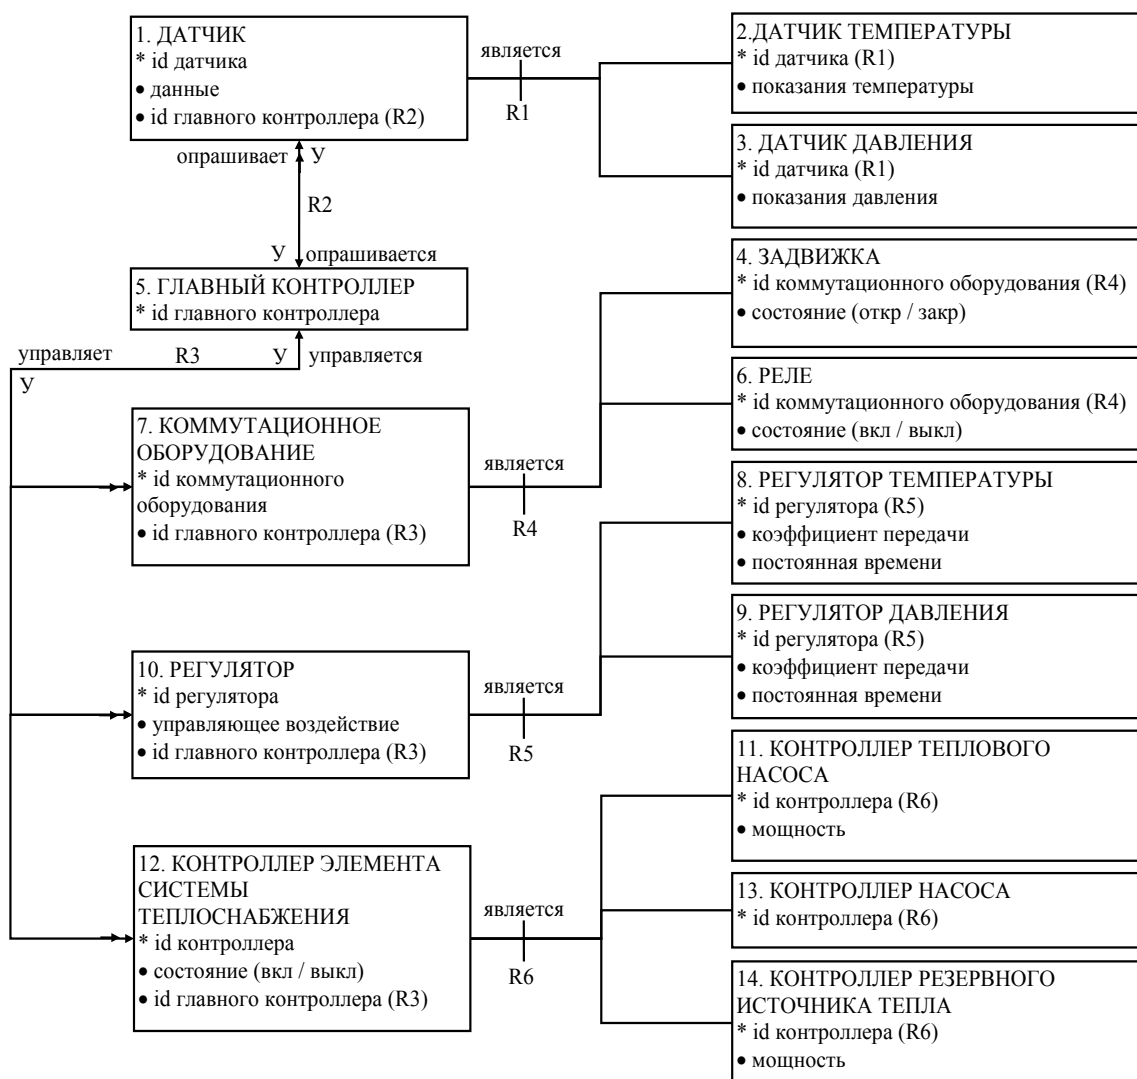 1. ДАТЧИК
* id датчика
● данные
● id главного контроллера (R2)
является
R1
2.ДАТЧИК ТЕМПЕРАТУРЫ
* id датчика (R1)
● показания температуры
3. ДАТЧИК ДАВЛЕНИЯ
* id датчика (R1)
● показания давления
опрашивает
У
R2
У
опрашивается
5. ГЛАВНЫЙ КОНТРОЛЛЕР
* id главного контроллера
управляет
R3
У
управляется
У
4. ЗАДВИЖКА
* id коммутационного оборудования (R4)
● состояние (откр / закр)
6. РЕЛЕ
* id коммутационного оборудования (R4)
● состояние (вкл / выкл)
7. КОММУТАЦИОННОЕ
ОБОРУДОВАНИЕ
* id коммутационного
оборудования
● id главного контроллера (R3)
является
R4
8. РЕГУЛЯТОР ТЕМПЕРАТУРЫ
* id регулятора (R5)
● коэффициент передачи
● постоянная времени
9. РЕГУЛЯТОР ДАВЛЕНИЯ
* id регулятора (R5)
● коэффициент передачи
● постоянная времени
10. РЕГУЛЯТОР
* id регулятора
● управляющее воздействие
● id главного контроллера (R3)
является
R5
11. КОНТРОЛЛЕР ТЕПЛОВОГО
НАСОСА
* id контроллера (R6)
● мощность
12. КОНТРОЛЛЕР ЭЛЕМЕНТА
СИСТЕМЫ
ТЕПЛОСНАБЖЕНИЯ
* id контроллера
● состояние (вкл / выкл)
● id главного контроллера (R3)
является
R6
13. КОНТРОЛЛЕР НАСОСА
* id контроллера (R6)
14. КОНТРОЛЛЕР РЕЗЕРВНОГО
ИСТОЧНИКА ТЕПЛА
* id контроллера (R6)
● мощность